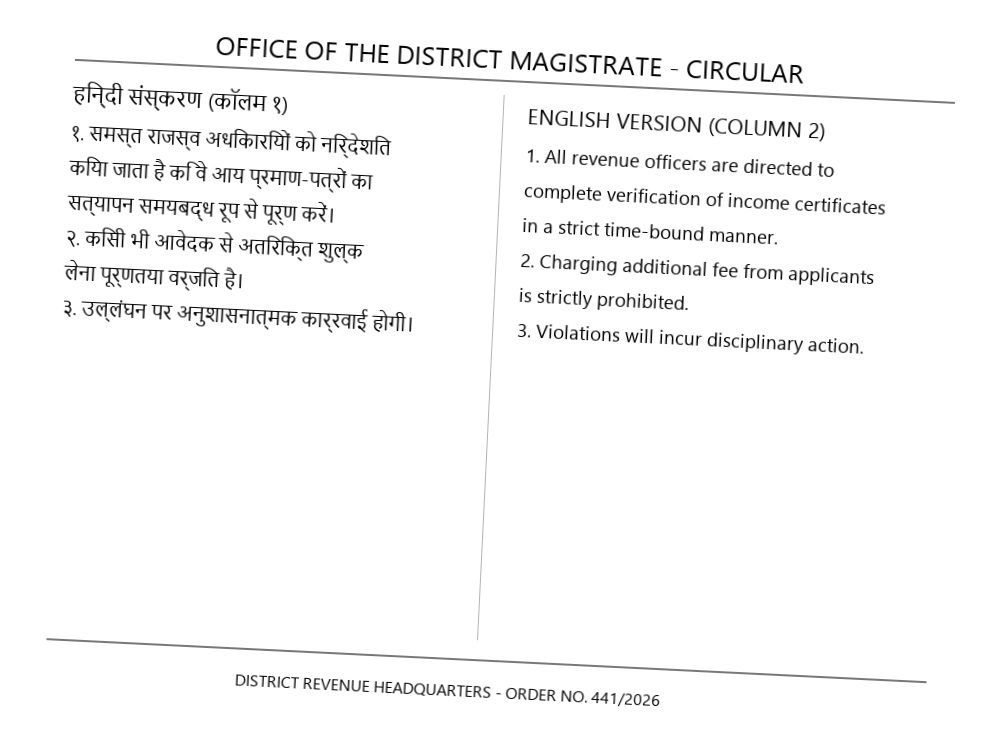 OFFICE OF THE DISTRICT MAGISTRATE - CIRCULAR
हिन्दी संस्करण (कॉलम १)
१. समस्त राजस्व अधिकारियों को निर्देशित
किया जाता है कि वे आय प्रमाण-पत्रों का
सत्यापन समयबद्ध रूप से पूर्ण करें।
२. किसी भी आवेदक से अतिरिक्त शुल्क
लेना पूर्णतया वर्जित है।
३. उल्लंघन पर अनुशासनात्मक कार्रवाई होगी।
ENGLISH VERSION (COLUMN 2)
1. All revenue officers are directed to
complete verification of income certificates
in a strict time-bound manner.
2. Charging additional fee from applicants
is strictly prohibited.
3. Violations will incur disciplinary action.
DISTRICT REVENUE HEADQUARTERS - ORDER NO. 441/2026